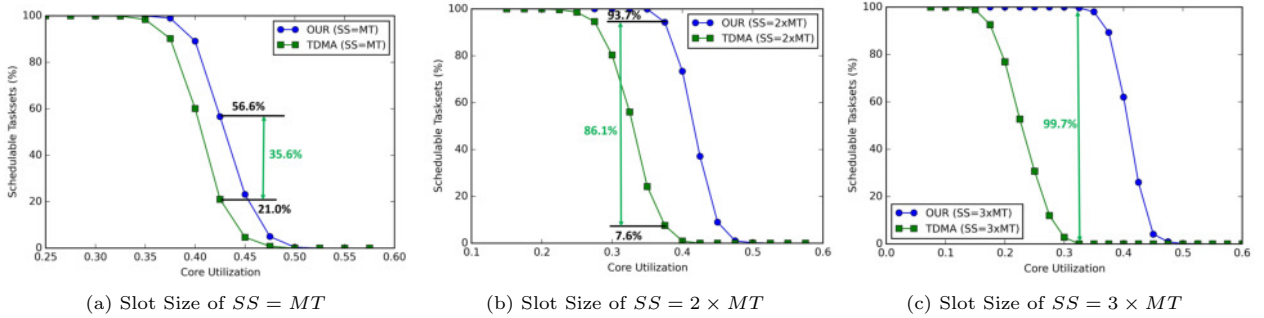 Schedulable Tasksets (%)
100
80
60
40
20
0
OUR (SS=MT)
TDMA (SS=MT)
56.6%
35.6%
21.0%
0.25 0.30 0.35 0.40 0.45 0.50 0.55 0.60
Core Utilization
(a) Slot Size of SS = MT
Schedulable Tasksets (%)
100
80
60
40
20
0
93.7%
OUR (SS=2xMT)
TDMA (SS=2xMT)
86.1%
7.6%
0.1 0.2 0.3 0.4 0.5 0.6
Core Utilization
(b) Slot Size of SS = 2 × MT
Schedulable Tasksets (%)
100
80
60
40
20
0
99.7%
OUR (SS=3xMT)
TDMA (SS=3xMT)
0.0 0.1 0.2 0.3 0.4 0.5 0.6
Core Utilization
(c) Slot Size of SS = 3 × MT